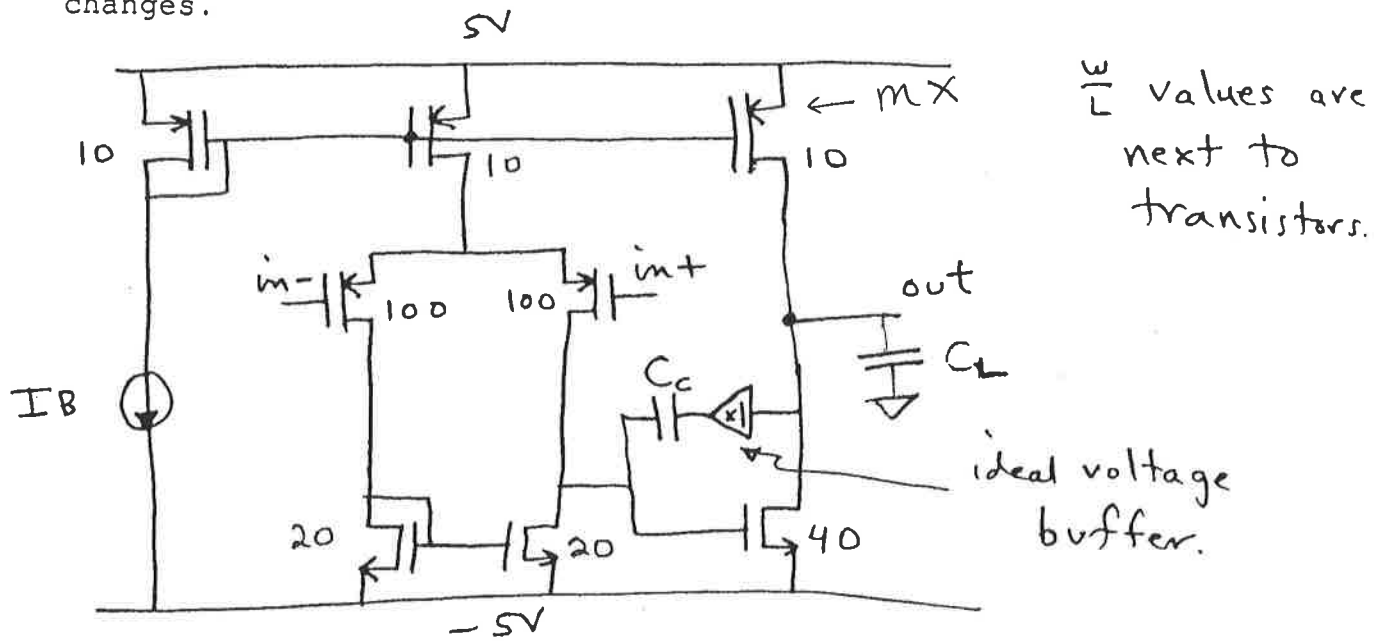 changes.
5V
← mX
W/L values are
next to
transistors.
10
10
10
in-
in+
100
100
out
CL
Cc
x1
IB
ideal voltage
buffer.
20
20
40
-5V